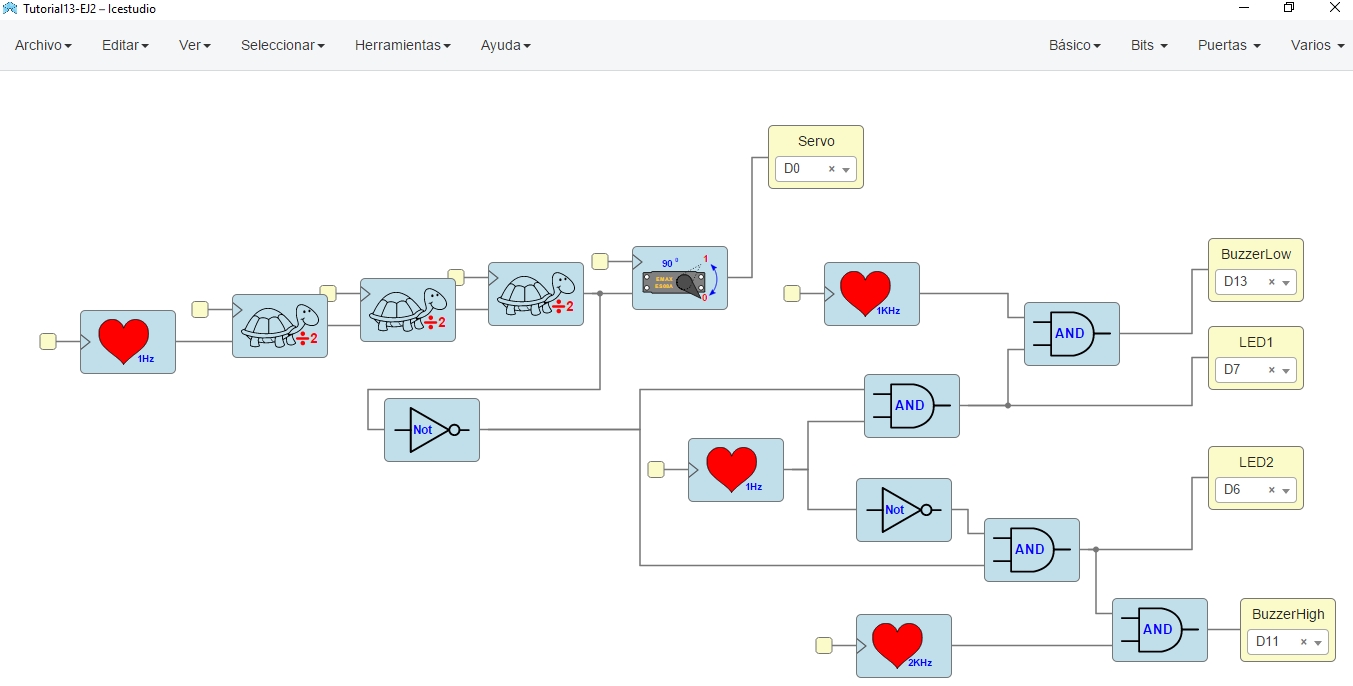 Tutorial13-EJ2 – Icestudio
Archivo Editar Ver Seleccionar Herramientas Ayuda Básico Bits Puertas Varios
Servo
D0 ×
90 º 1
EMAX
ES08A
0
BuzzerLow
D13 ×
1KHz
÷2
÷2
÷2
1Hz
AND
LED1
D7 ×
AND
Not
1Hz
LED2
D6 ×
Not
AND
BuzzerHigh
D11 ×
AND
2KHz